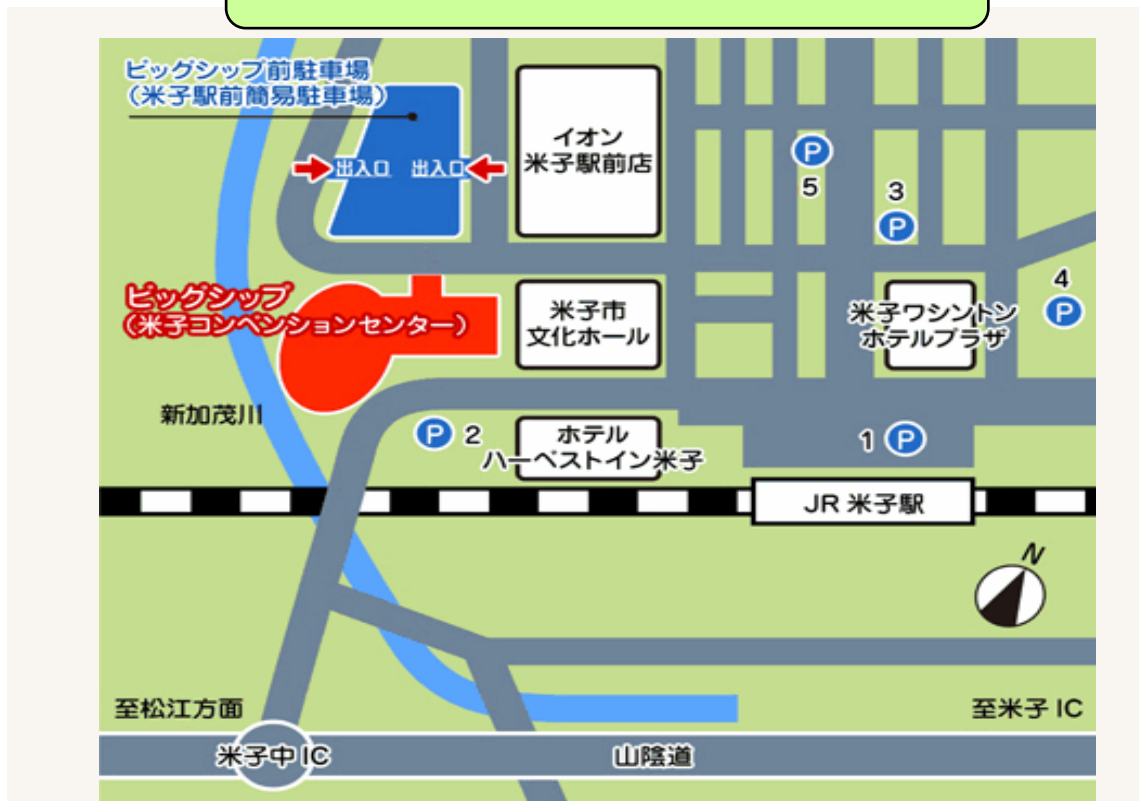 ビッグシップ前駐車場
（米子駅前簡易駐車場）
出入口
出入口
イオン
米子駅前店
P
5
3
P
4
P
ビッグシップ
（米子コンベンションセンター）
米子市
文化ホール
米子ワシントン
ホテルプラザ
新加茂川
P 2
ホテル
ハーベストイン米子
1 P
JR 米子駅
N
至松江方面
至米子 IC
米子中 IC
山陰道